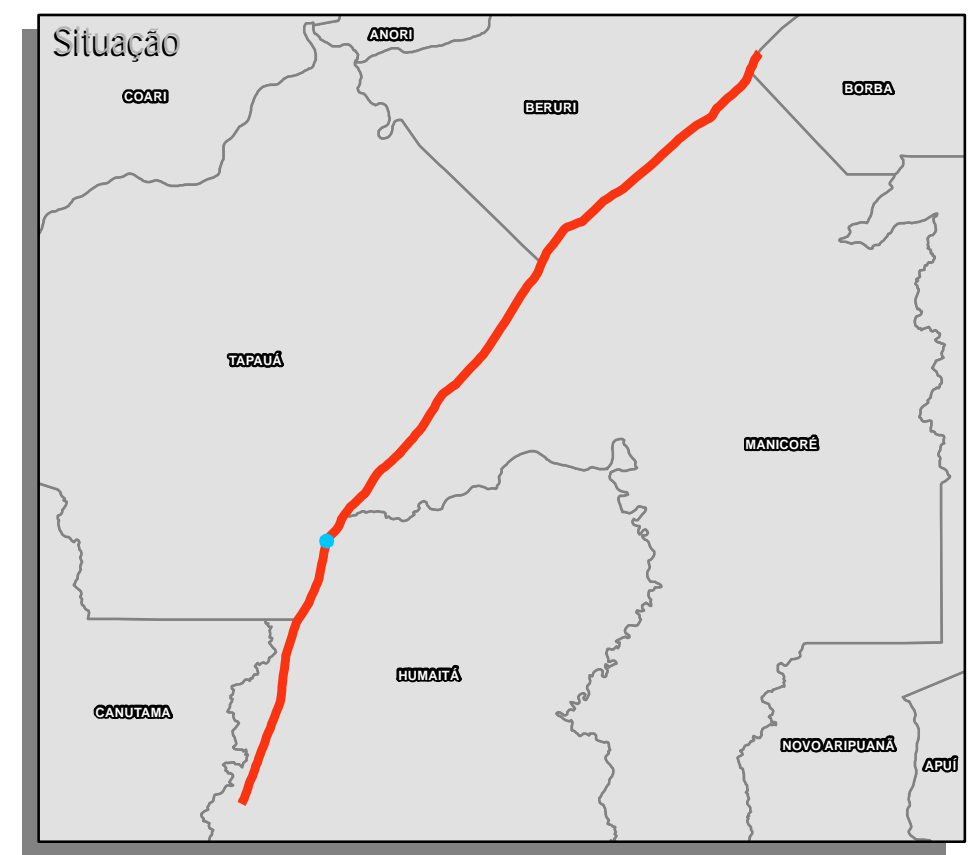 Situação
ANORI
COARI
BERURI
BORBA
TAPAUÁ
MANICORÉ
HUMAITÁ
CANUTAMA
NOVO ARIPUANÃ
APUÍ